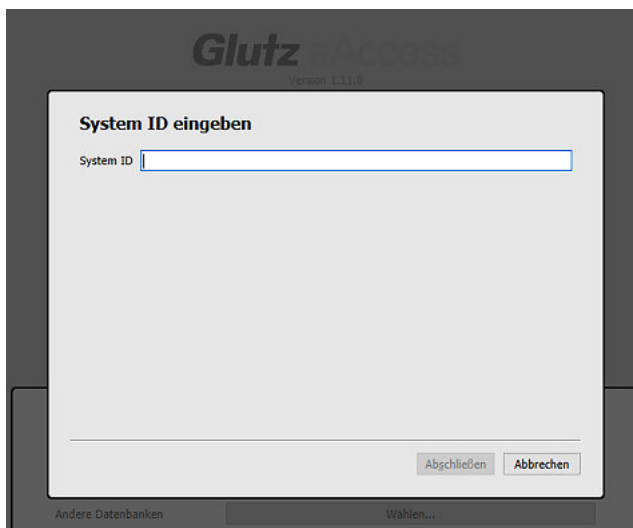 Glutz eAccess
Version 1.11.0
System ID eingeben
System ID
Abschließen
Abbrechen
Andere Datenbanken
Wählen...